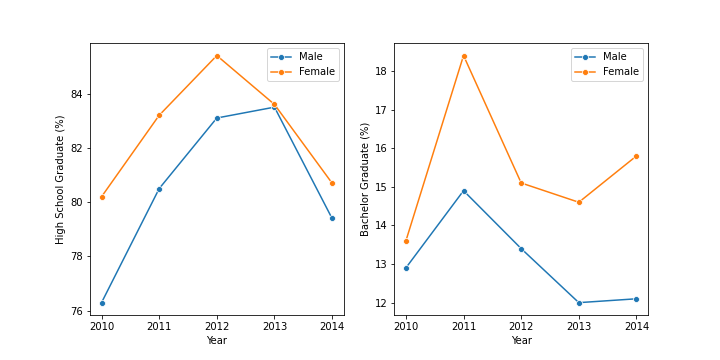 Male
Female
High School Graduate (%)
84
82
80
78
76
2010 2011 2012 2013 2014
Year
Male
Female
Bachelor Graduate (%)
18
17
16
15
14
13
12
2010 2011 2012 2013 2014
Year